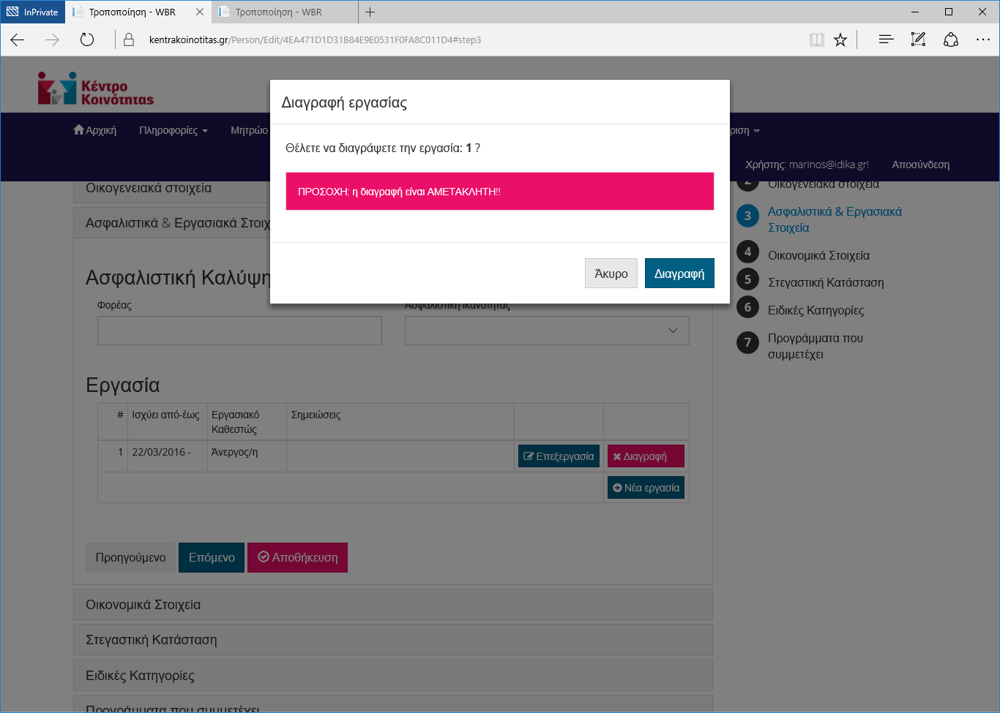 InPrivate
Τροποποίηση - WBR
Τροποποίηση - WBR
kentrakoinotitas.gr/Person/Edit/4EA471D1D31B84E9E0531F0FA8C011D4#step3
Κέντρο
Κοινότητας
Αρχική Πληροφορίες Μητρώο ριση
Χρήστης: marinos@idika.gr! Αποσύνδεση
Διαγραφή εργασίας
Θέλετε να διαγράψετε την εργασία: 1 ?
ΠΡΟΣΟΧΗ: η διαγραφή είναι ΑΜΕΤΑΚΛΗΤΗ!!
Άκυρο Διαγραφή
Οικογενειακά στοιχεία
Ασφαλιστικά & Εργασιακά Στοιχ
Ασφαλιστική Καλύψη
Φορέας
Ασφαλιστική Ικανότητας
Εργασία
# Ισχύει από-έως Εργασιακό Καθεστώς Σημειώσεις
1 22/03/2016 - Άνεργος/η Επεξεργασία Διαγραφή
Νέα εργασία
Προηγούμενο Επόμενο Αποθήκευση
Οικονομικά Στοιχεία
Στεγαστική Κατάσταση
Ειδικές Κατηγορίες
Προγράμματα που συμμετέχει
2 Οικογενειακά στοιχεία
3 Ασφαλιστικά & Εργασιακά
Στοιχεία
4 Οικονομικά Στοιχεία
5 Στεγαστική Κατάσταση
6 Ειδικές Κατηγορίες
7 Προγράμματα που
συμμετέχει